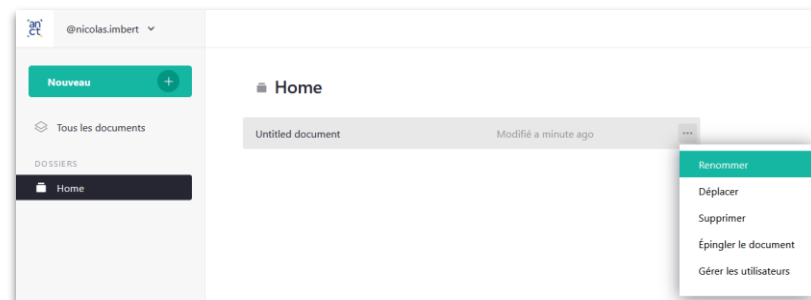 an
ct
@nicolas.imbert
Nouveau
Home
Tous les documents
Untitled document
Modifié a minute ago
DOSSIERS
Home
Renommer
Déplacer
Supprimer
Épingler le document
Gérer les utilisateurs